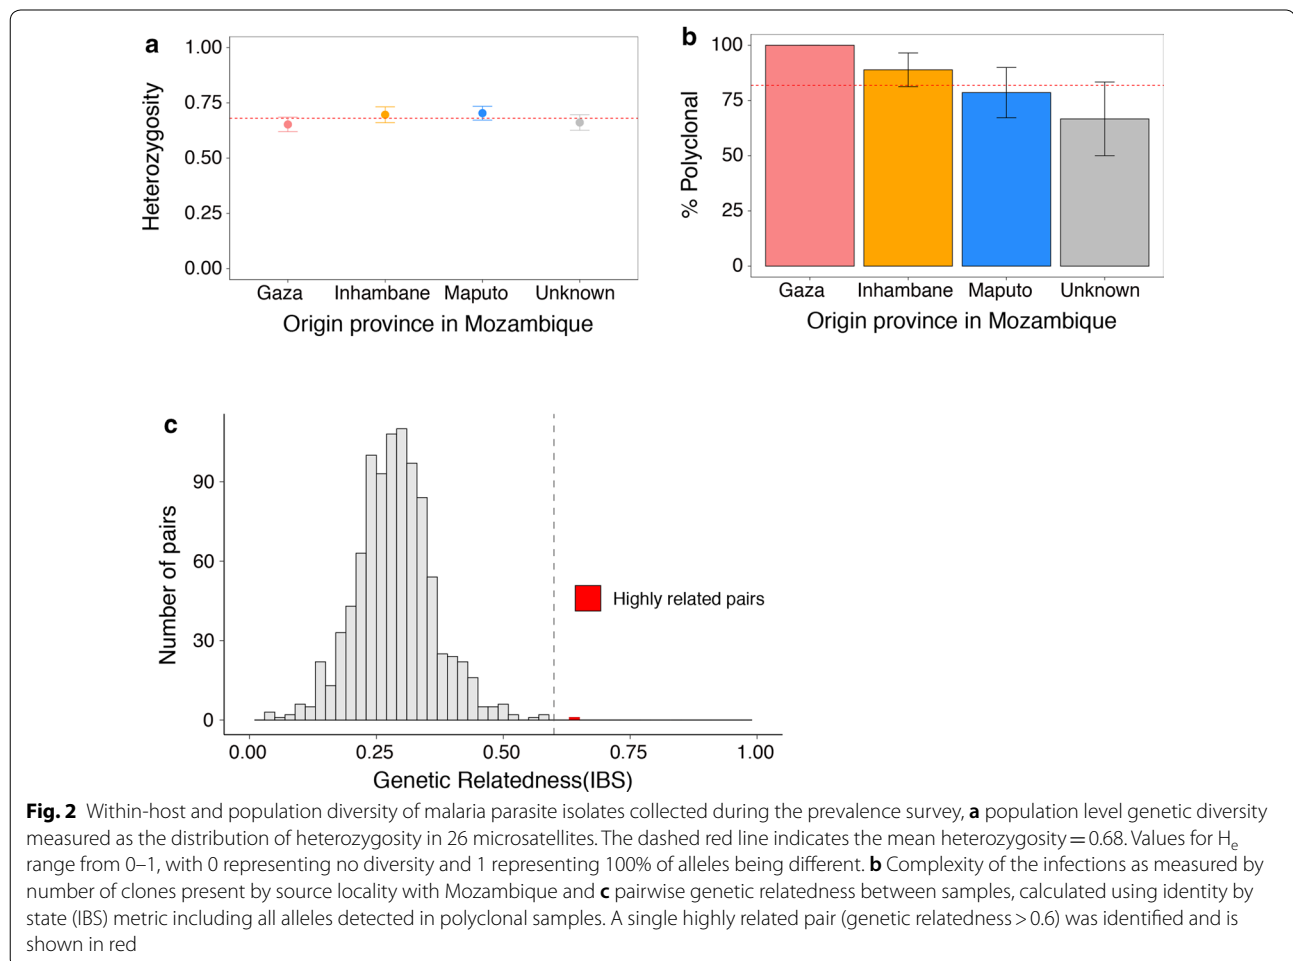 a
1.00
0.75
0.50
0.25
0.00
Heterozygosity
Gaza Inhambane Maputo Unknown
Origin province in Mozambique
b
100
75
50
25
0
% Polyclonal
Gaza Inhambane Maputo Unknown
Origin province in Mozambique
c
90
60
30
0
Number of pairs
Highly related pairs
0.00 0.25 0.50 0.75 1.00
Genetic Relatedness(IBS)
Fig. 2 Within-host and population diversity of malaria parasite isolates collected during the prevalence survey, a population level genetic diversity
measured as the distribution of heterozygosity in 26 microsatellites. The dashed red line indicates the mean heterozygosity = 0.68. Values for He
range from 0–1, with 0 representing no diversity and 1 representing 100% of alleles being different. b Complexity of the infections as measured by
number of clones present by source locality with Mozambique and c pairwise genetic relatedness between samples, calculated using identity by
state (IBS) metric including all alleles detected in polyclonal samples. A single highly related pair (genetic relatedness > 0.6) was identified and is
shown in red